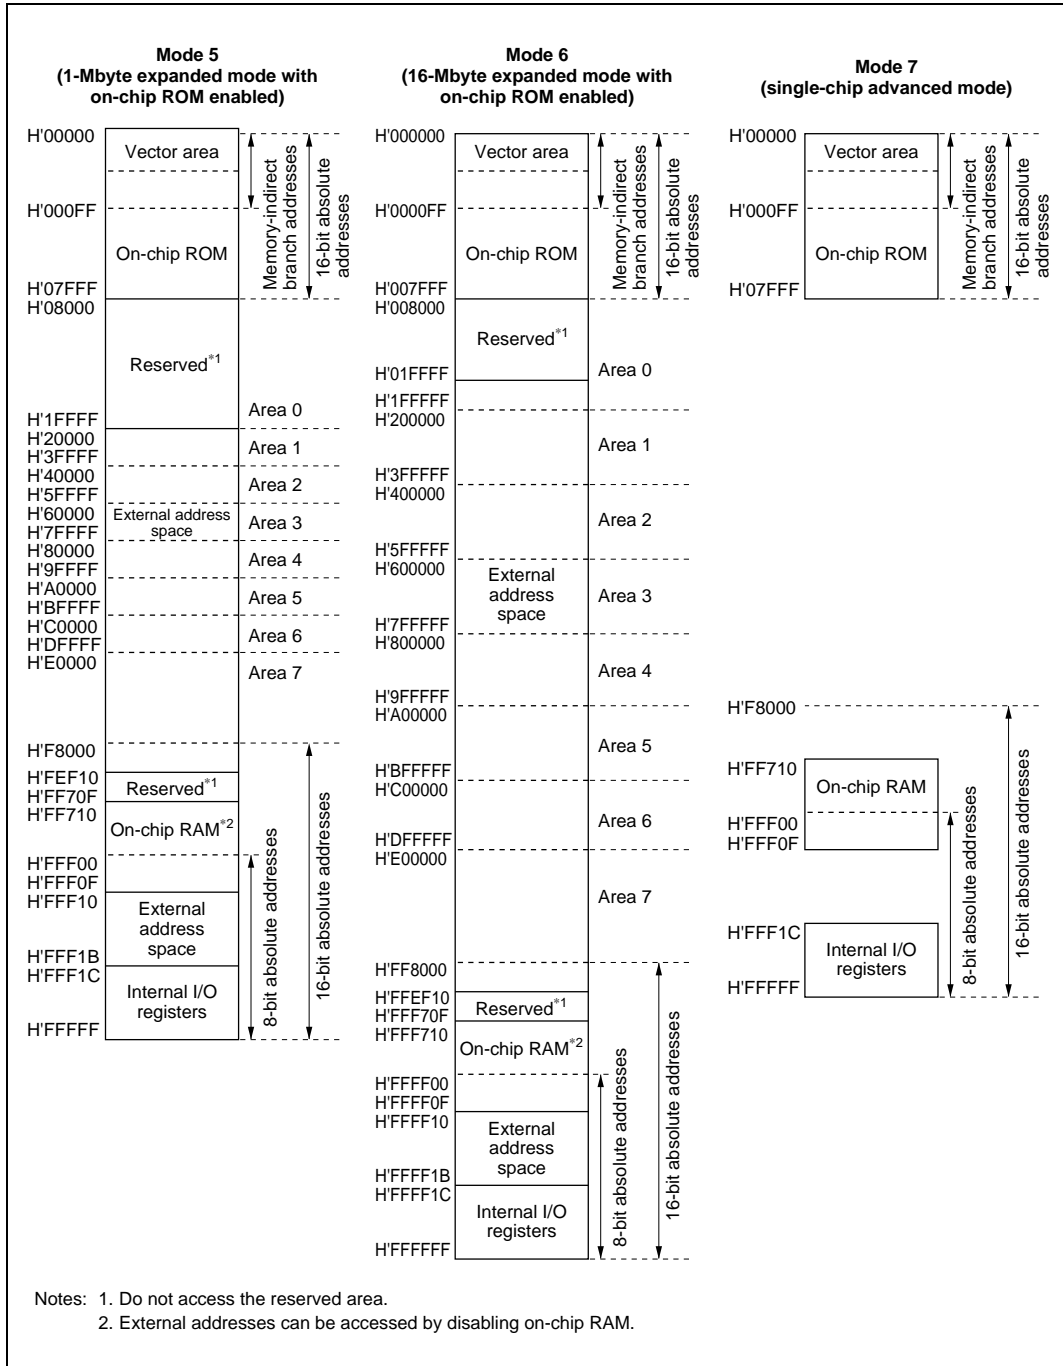 Mode 5
(1-Mbyte expanded mode with
on-chip ROM enabled)
H'00000
Vector area
H'000FF
On-chip ROM
H'07FFF
H'08000
Memory-indirect
branch addresses
16-bit absolute
addresses
Reserved*1
H'1FFFF
Area 0
H'20000
H'3FFFF
Area 1
H'40000
H'5FFFF
Area 2
H'60000
H'7FFFF
External address
space
Area 3
H'80000
H'9FFFF
Area 4
H'A0000
H'BFFFF
Area 5
H'C0000
H'DFFFF
Area 6
H'E0000
Area 7
H'F8000
H'FEF10
Reserved*1
H'FF70F
H'FF710
On-chip RAM*2
H'FFF00
H'FFF0F
H'FFF10
External
address
space
H'FFF1B
H'FFF1C
Internal I/O
registers
H'FFFFF
8-bit absolute addresses
16-bit absolute addresses
Mode 6
(16-Mbyte expanded mode with
on-chip ROM enabled)
H'000000
Vector area
H'0000FF
On-chip ROM
H'007FFF
H'008000
Memory-indirect
branch addresses
16-bit absolute
addresses
Reserved*1
H'01FFFF
Area 0
H'1FFFFF
H'200000
Area 1
H'3FFFFF
H'400000
Area 2
H'5FFFFF
H'600000
External
address
space
Area 3
H'7FFFFF
H'800000
Area 4
H'9FFFFF
H'A00000
Area 5
H'BFFFFF
H'C00000
Area 6
H'DFFFFF
H'E00000
Area 7
H'FF8000
H'FFEF10
Reserved*1
H'FFF70F
H'FFF710
On-chip RAM*2
H'FFFF00
H'FFFF0F
H'FFFF10
External
address
space
H'FFFF1B
H'FFFF1C
Internal I/O
registers
H'FFFFFF
8-bit absolute addresses
16-bit absolute addresses
Mode 7
(single-chip advanced mode)
H'00000
Vector area
H'000FF
On-chip ROM
H'07FFF
Memory-indirect
branch addresses
16-bit absolute
addresses
H'F8000
H'FF710
On-chip RAM
H'FFF00
H'FFF0F
H'FFF1C
Internal I/O
registers
H'FFFFF
8-bit absolute addresses
16-bit absolute addresses
Notes: 1. Do not access the reserved area.
2. External addresses can be accessed by disabling on-chip RAM.